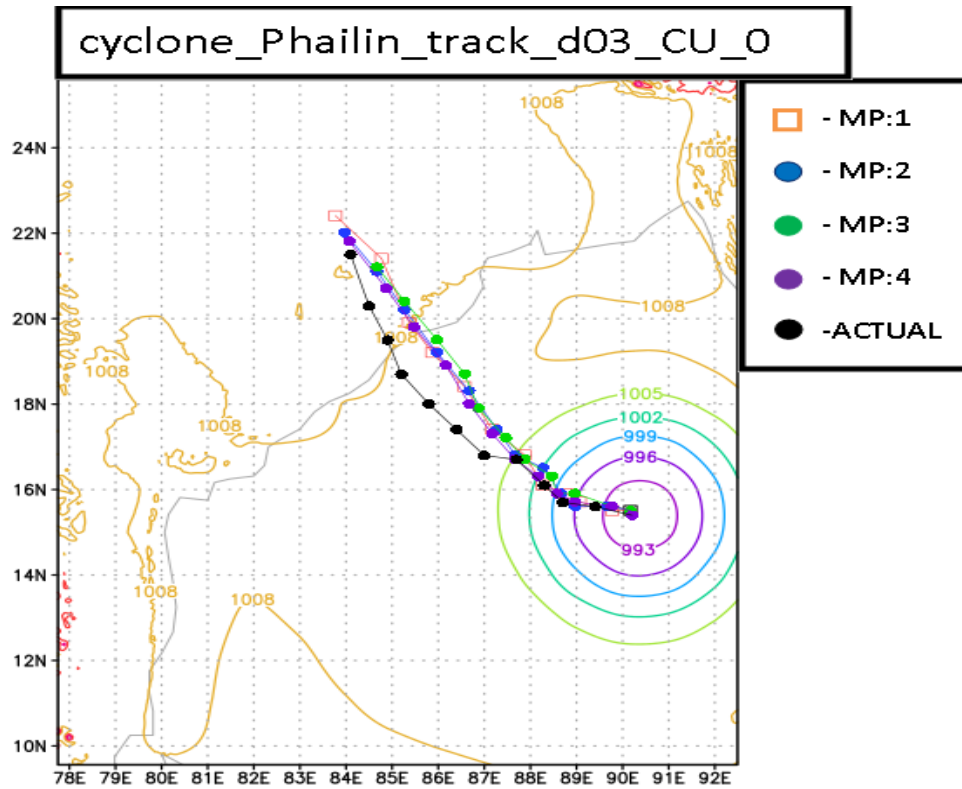 cyclone_Phailin_track_d03_CU_0
- MP:1
- MP:2
- MP:3
- MP:4
-ACTUAL
1008
1008
1008
1008
1008
1008
1008
1008
1005
1002
999
996
993
24N
22N
20N
18N
16N
14N
12N
10N
78E 79E 80E 81E 82E 83E 84E 85E 86E 87E 88E 89E 90E 91E 92E